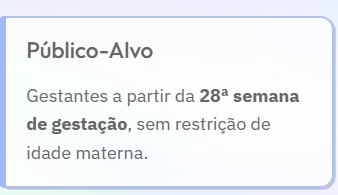 Público-Alvo
Gestantes a partir da 28ª semana
de gestação, sem restrição de
idade materna.